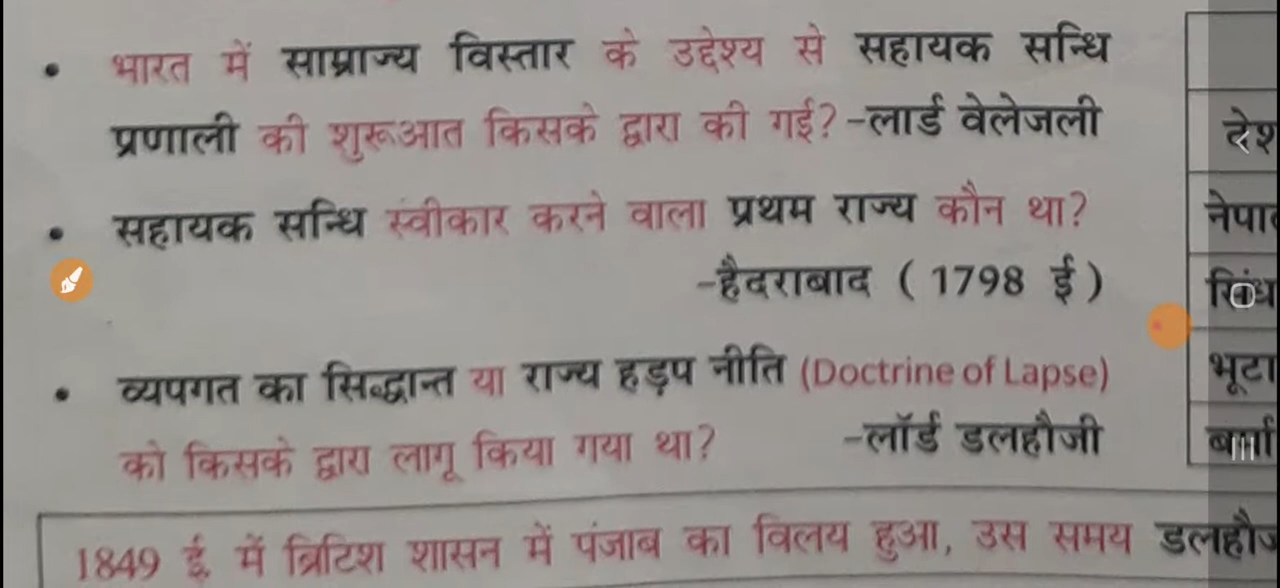 • भारत में साम्राज्य विस्तार के उद्देश्य से सहायक सन्धि
प्रणाली की शुरूआत किसके द्वारा की गई? -लार्ड वेलेजली
• सहायक सन्धि स्वीकार करने वाला प्रथम राज्य कौन था?
-हैदराबाद ( 1798 ई )
• व्यपगत का सिद्धान्त या राज्य हड़प नीति (Doctrine of Lapse)
को किसके द्वारा लागू किया गया था? -लॉर्ड डलहौजी
1849 ई. में ब्रिटिश शासन में पंजाब का विलय हुआ, उस समय